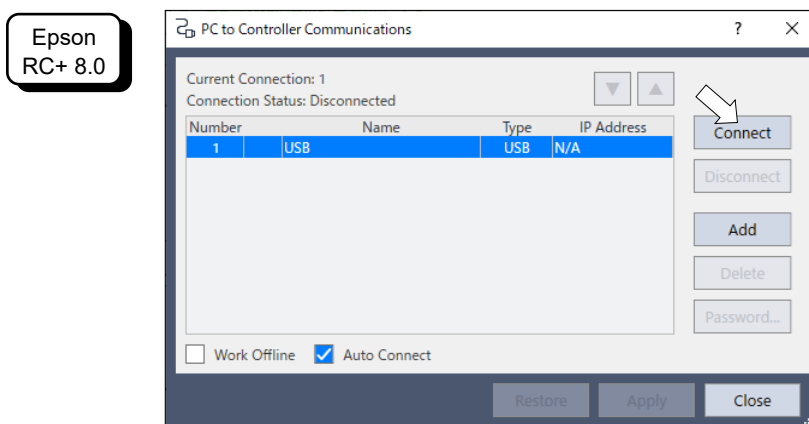 Epson
RC+ 8.0
PC to Controller Communications
?
Current Connection: 1
Connection Status: Disconnected
Number Name Type IP Address
1 USB USB N/A
Connect
Disconnect
Add
Delete
Password...
Work Offline Auto Connect
Restore Apply Close